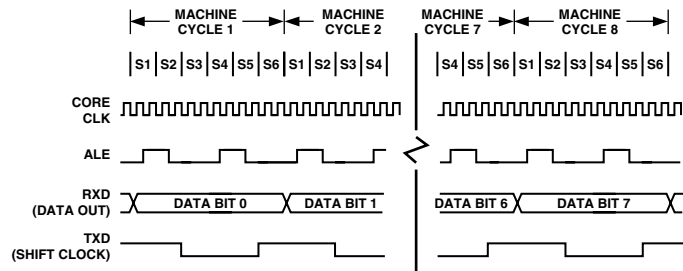 MACHINE CYCLE 1 MACHINE CYCLE 2 MACHINE CYCLE 7 MACHINE CYCLE 8
S1 S2 S3 S4 S5 S6 S1 S2 S3 S4 S4 S5 S6 S1 S2 S3 S4 S5 S6
CORE
CLK
ALE
RXD
(DATA OUT)
DATA BIT 0 DATA BIT 1 DATA BIT 6 DATA BIT 7
TXD
(SHIFT CLOCK)